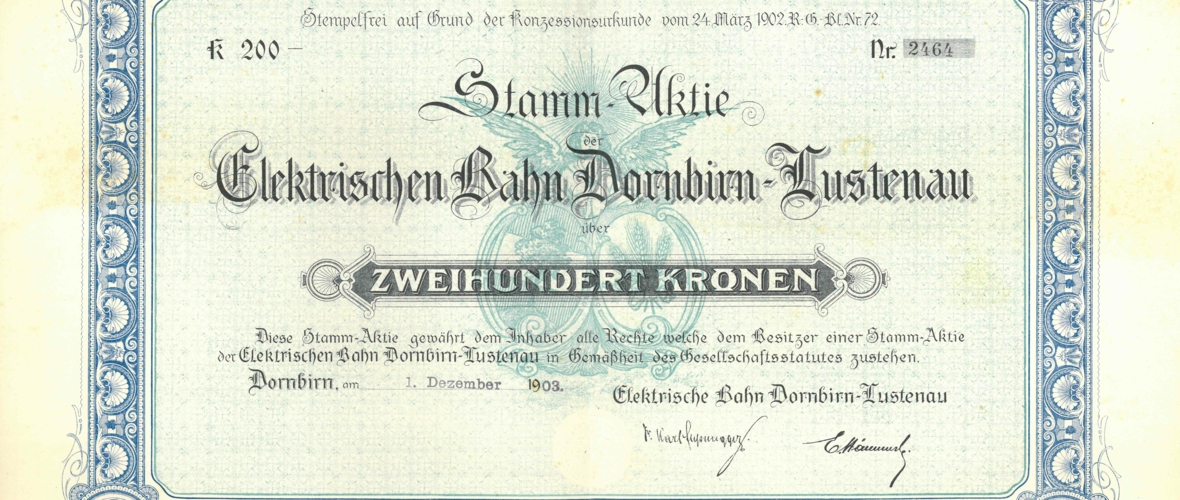 Stempelfrei auf Grund der Konzessionsurkunde vom 24. März 1902, R.-G.-Bl. Nr. 72.
K 200 –
Nr. 2464
Stamm-Aktie
der
Elektrischen Bahn Dornbirn-Lustenau
über
ZWEIHUNDERT KRONEN
Diese Stamm-Aktie gewährt dem Inhaber alle Rechte welche dem Besitzer einer Stamm-Aktie
der Elektrischen Bahn Dornbirn-Lustenau in Gemäßheit des Gesellschaftsstatutes zustehen.
Dornbirn, am 1. Dezember 1903.
Elektrische Bahn Dornbirn-Lustenau